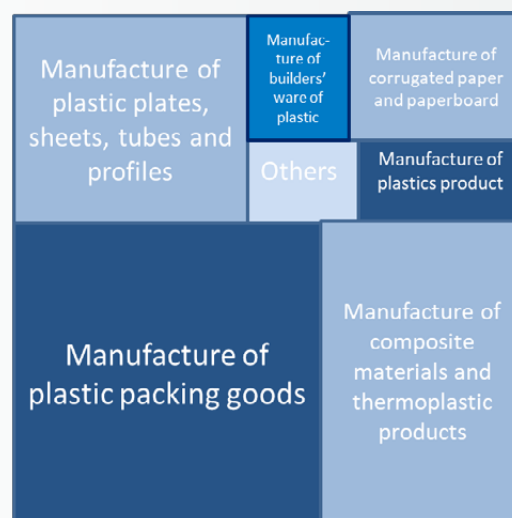 Manufacture of
plastic plates,
sheets, tubes and
profiles
Manufac-
ture of
builders’
ware of
plastic
Manufacture of
corrugated paper
and paperboard
Others
Manufacture of
plastics product
Manufacture of
plastic packing goods
Manufacture of
composite
materials and
thermoplastic
products